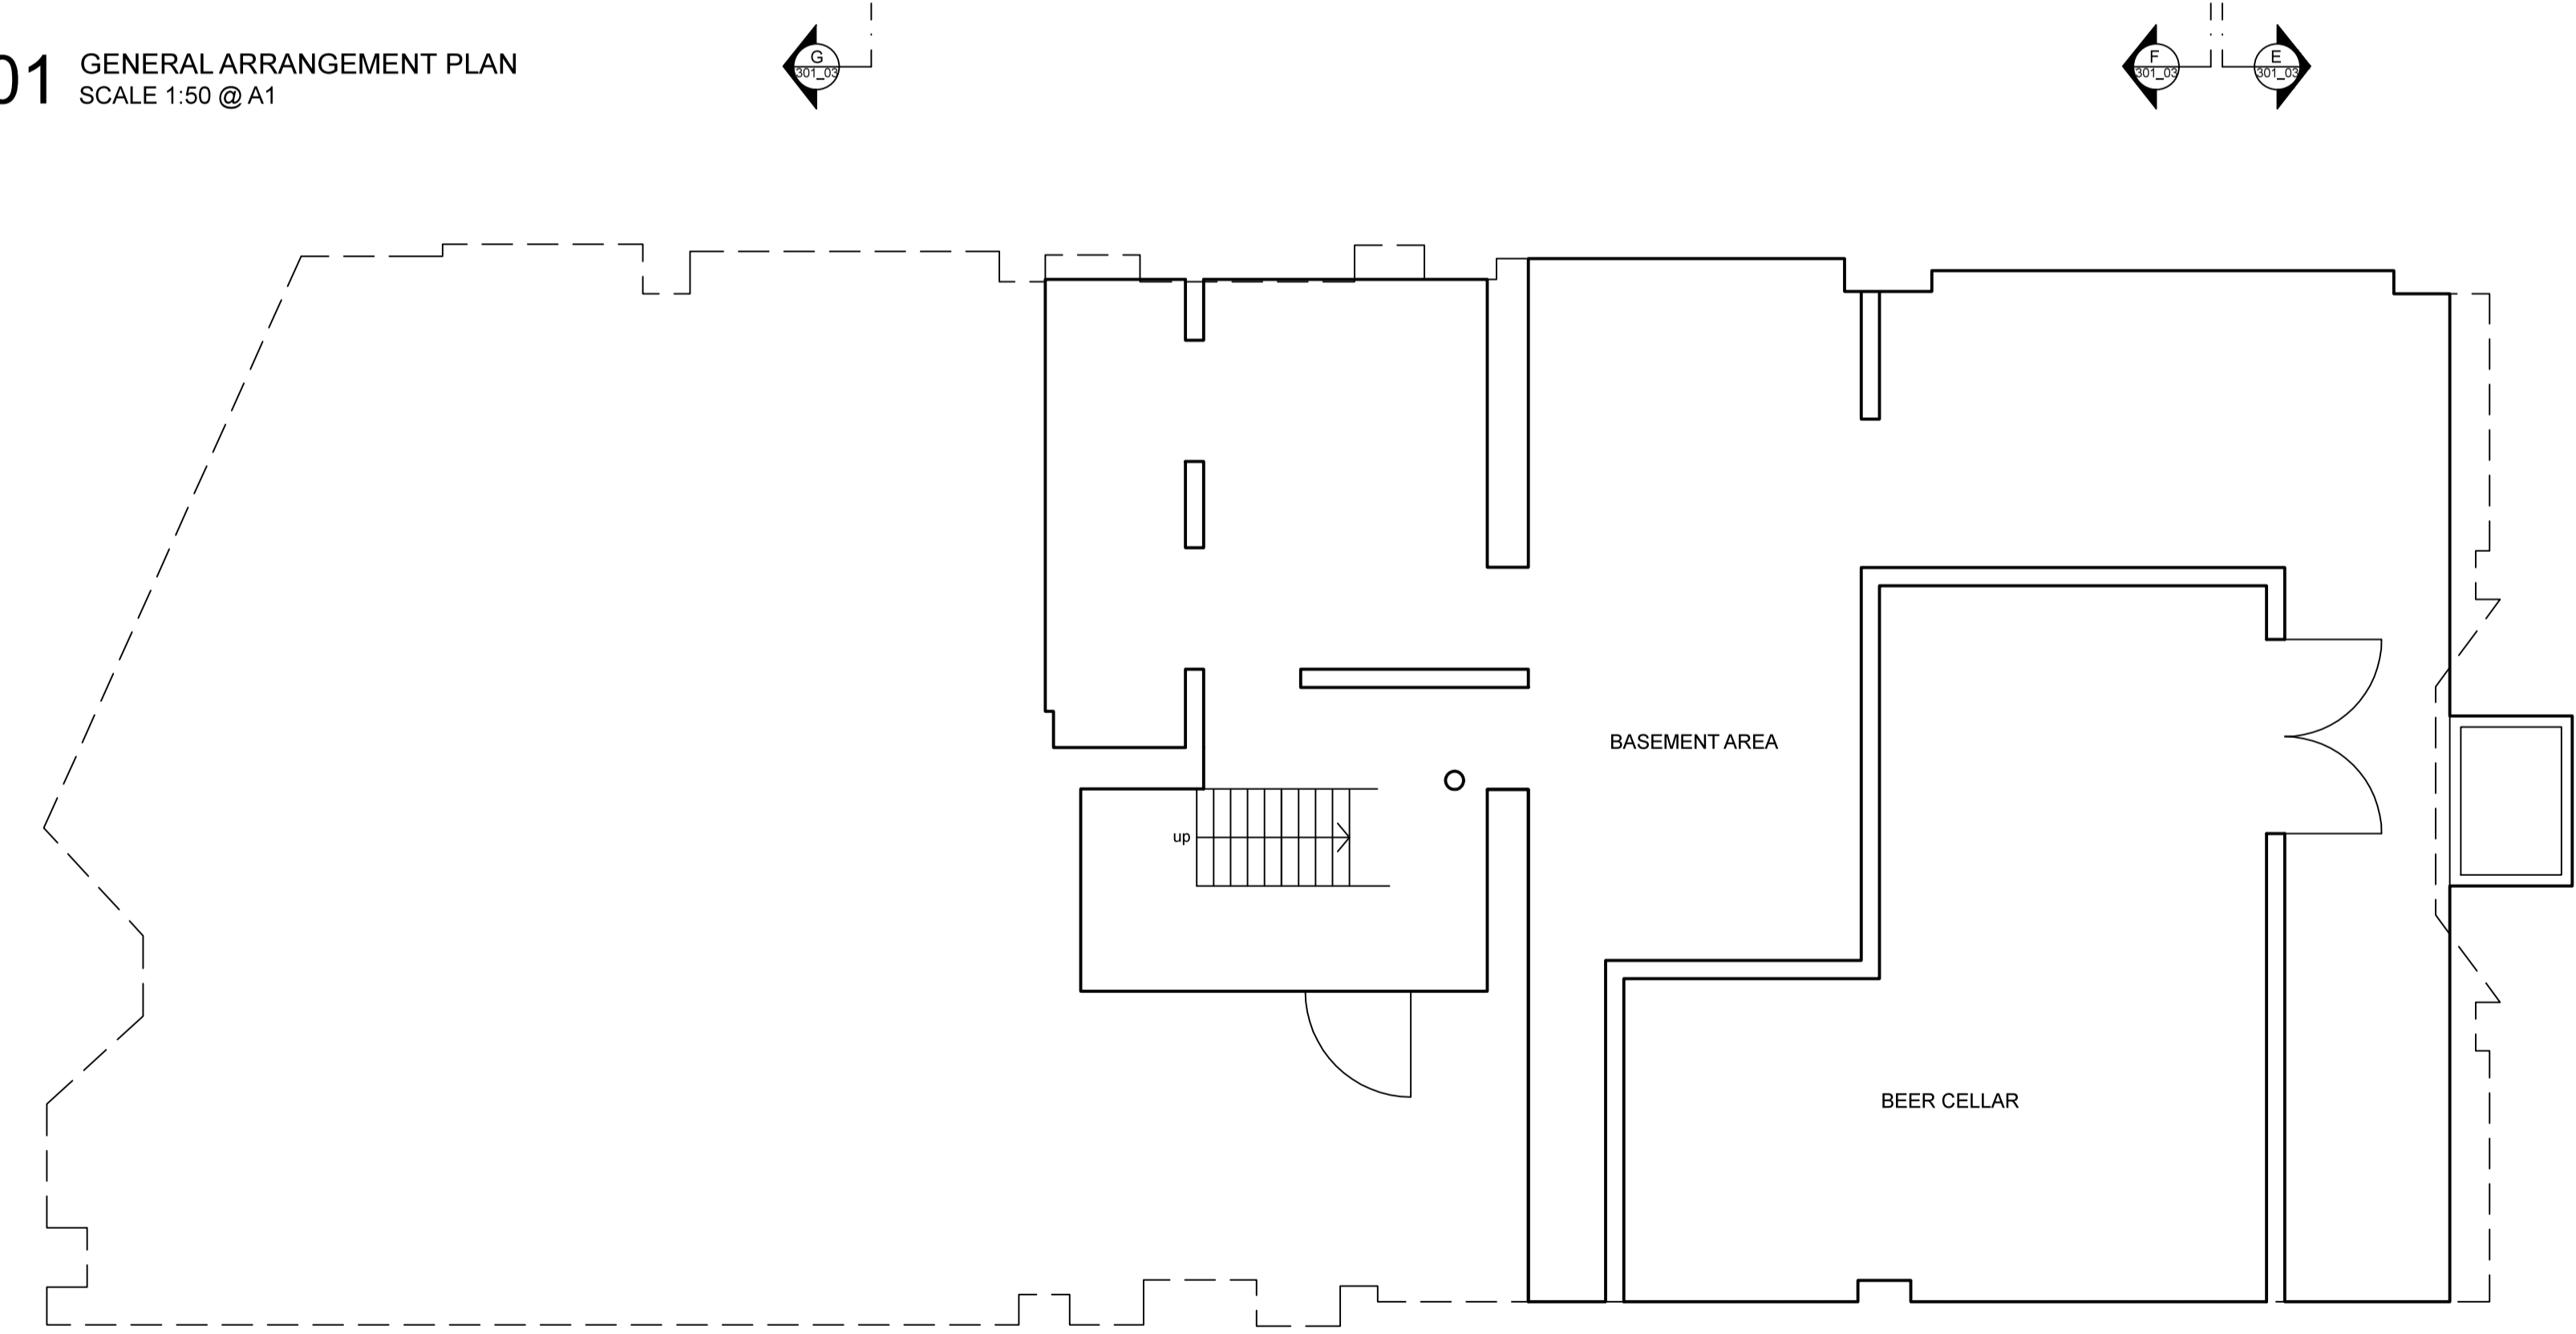 01 GENERAL ARRANGEMENT PLAN
SCALE 1:50 @ A1
G
301_03
F
301_03
E
301_03
BASEMENT AREA
up
BEER CELLAR